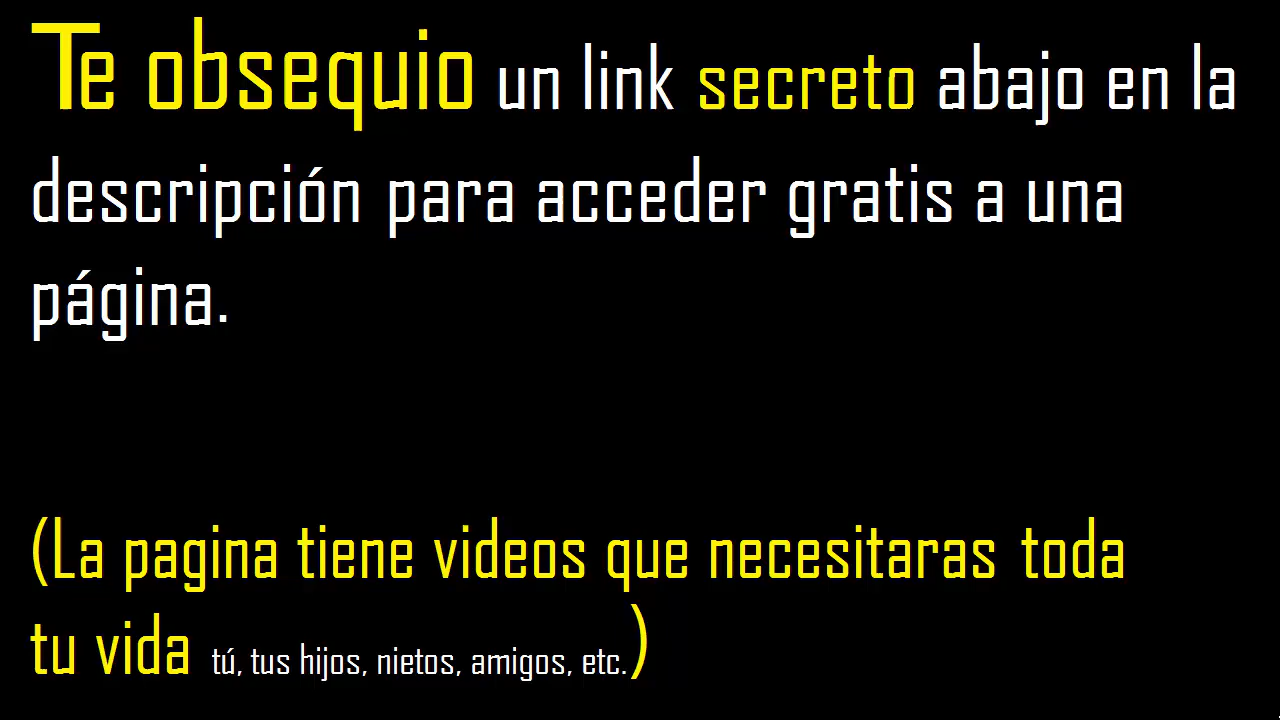 Te obsequio un link secreto abajo en la
descripción para acceder gratis a una
página.
(La pagina tiene videos que necesitaras toda
tu vida tú, tus hijos, nietos, amigos, etc.)